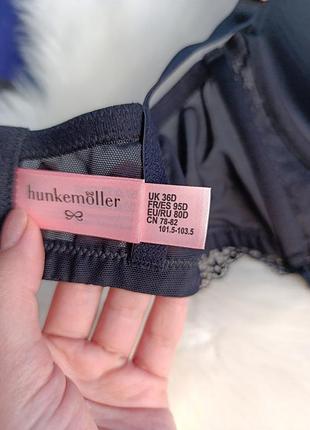 hunkemöller
UK 36D
FR/ES 95D
EU/RU 80D
CN 78-82
101.5-103.5